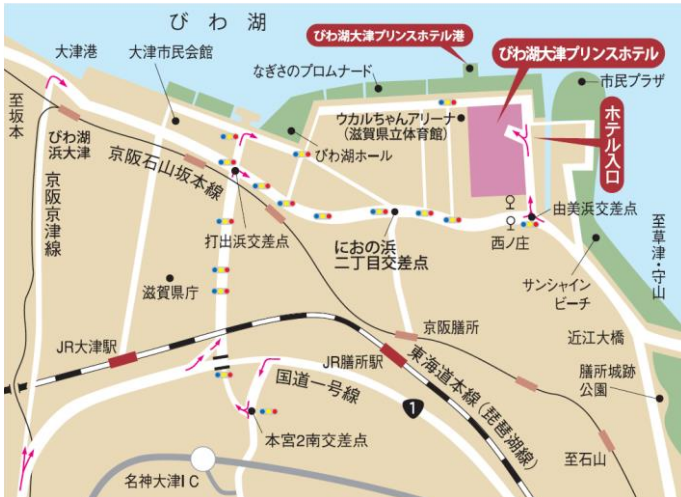 びわ湖
大津港
大津市民会館
なぎさのプロムナード
びわ湖大津プリンスホテル港
びわ湖大津プリンスホテル
市民プラザ
至坂本
びわ湖
浜大津
京阪石山坂本線
ウカルちゃんアリーナ
(滋賀県立体育館)
びわ湖ホール
ホテル入口
京阪京津線
打出浜交差点
におの浜
二丁目交差点
西ノ庄
由美浜交差点
至草津・守山
滋賀県庁
サンシャイン
ビーチ
JR大津駅
JR膳所駅
京阪膳所
近江大橋
国道一号線
1
東海道本線(琵琶湖線)
膳所城跡
公園
本宮2南交差点
名神大津IC
至石山